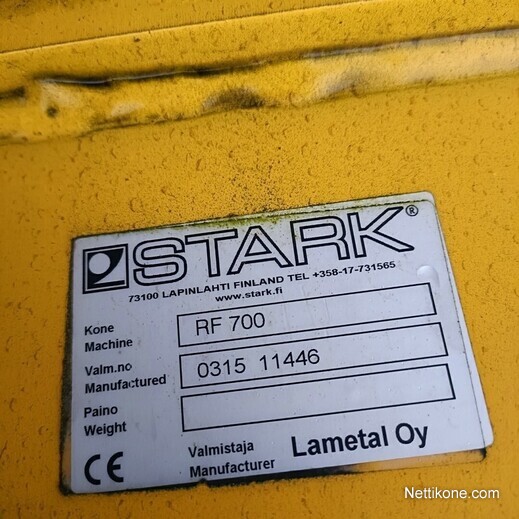 STARK®
73100 LAPINLAHTI FINLAND TEL +358-17-731565
www.stark.fi
Kone
Machine
RF 700
Valm.no
Manufactured
0315 11446
Paino
Weight
CE
Valmistaja
Manufacturer
Lametal Oy
Nettikone.com